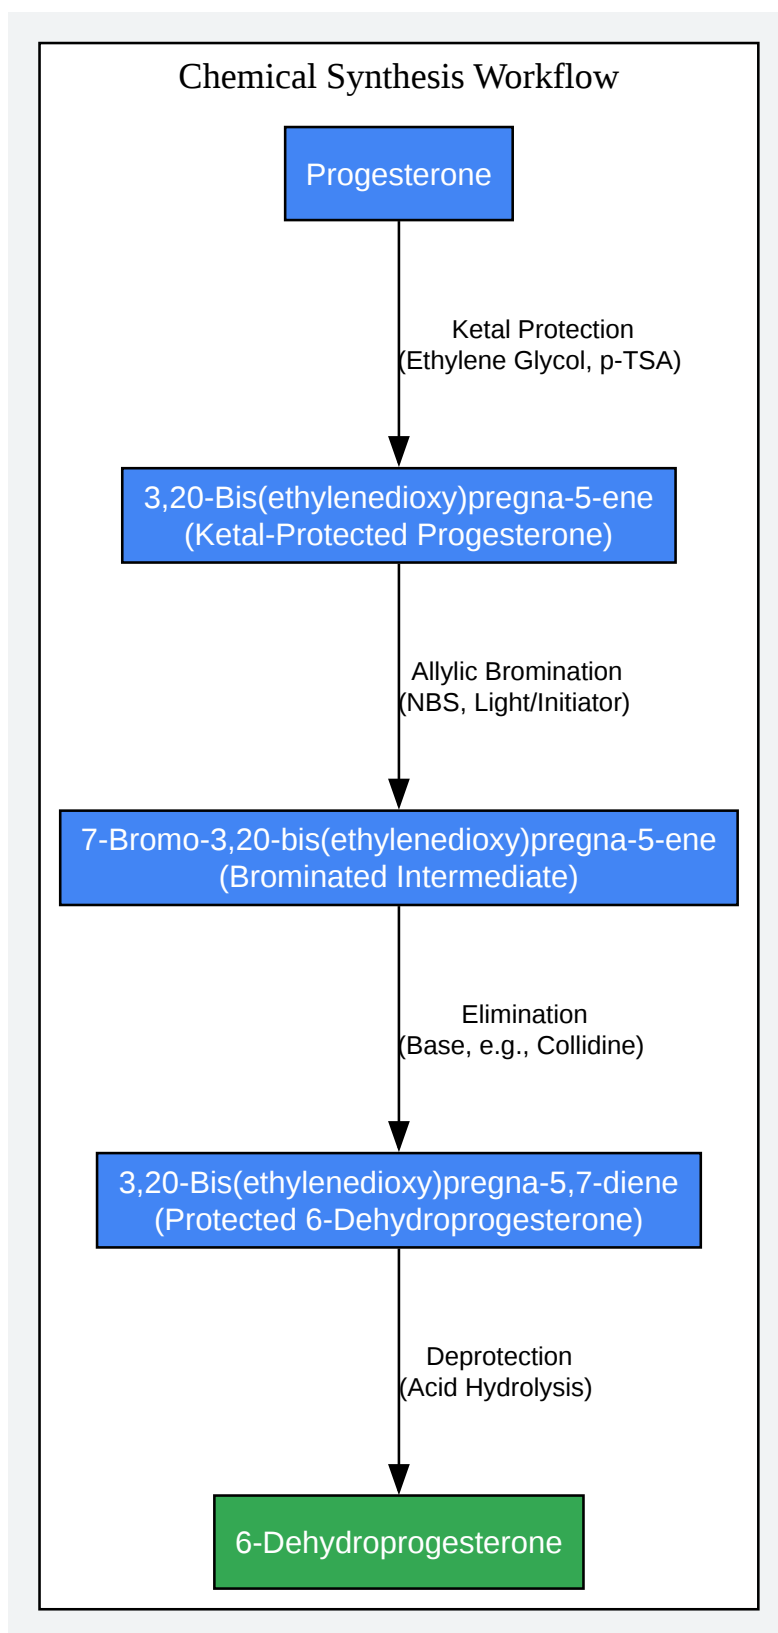 Chemical Synthesis Workflow
Progesterone
Ketal Protection
(Ethylene Glycol, p-TSA)
3,20-Bis(ethylenedioxy)pregna-5-ene
(Ketal-Protected Progesterone)
Allylic Bromination
(NBS, Light/Initiator)
7-Bromo-3,20-bis(ethylenedioxy)pregna-5-ene
(Brominated Intermediate)
Elimination
(Base, e.g., Collidine)
3,20-Bis(ethylenedioxy)pregna-5,7-diene
(Protected 6-Dehydroprogesterone)
Deprotection
(Acid Hydrolysis)
6-Dehydroprogesterone